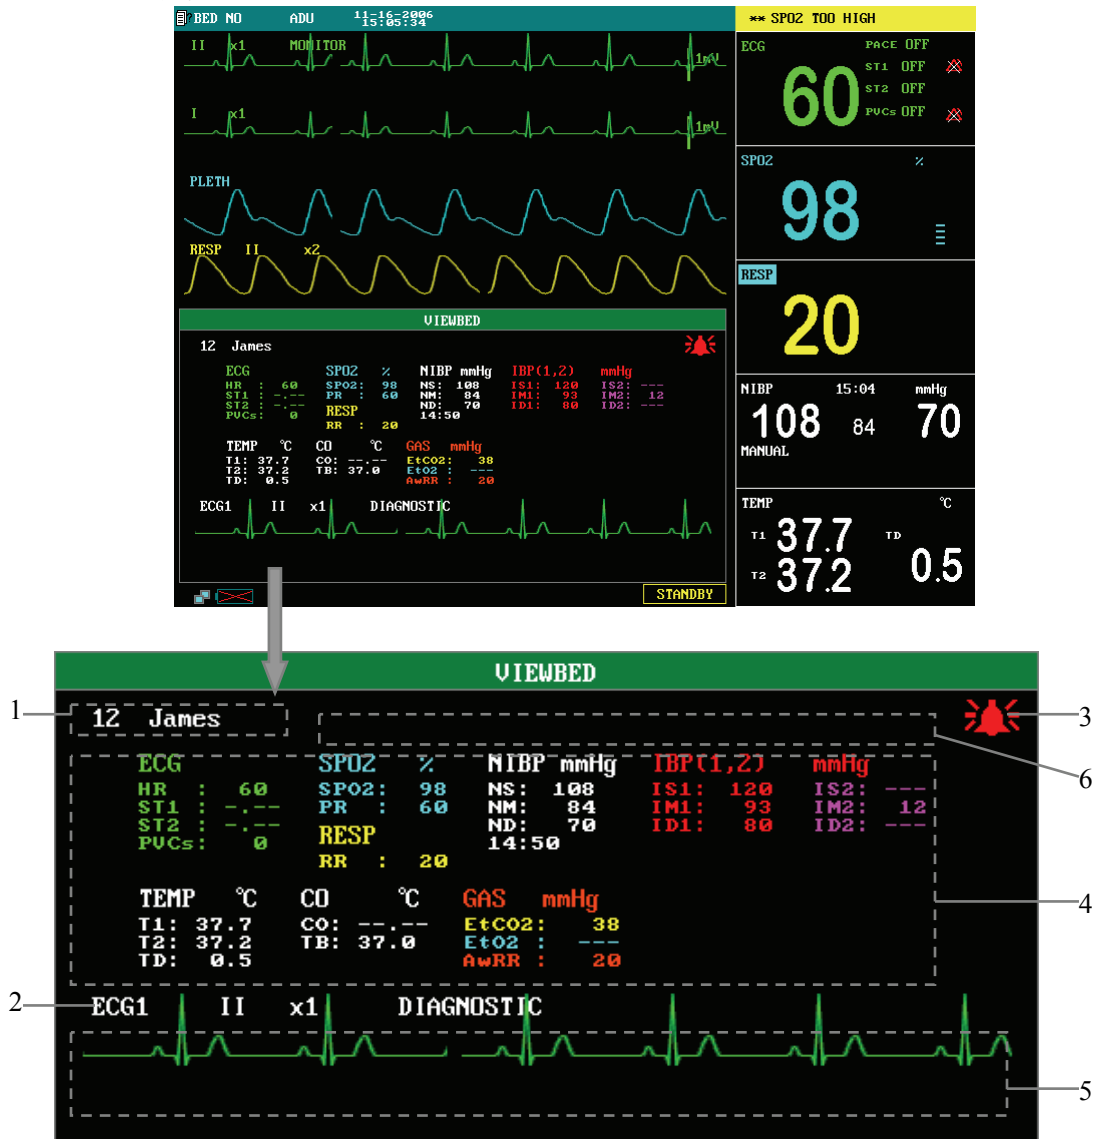 BED NO ADU 11-16-2006 15:05:34
** SPO2 TOO HIGH
II x1 MONITOR
1mV
I x1
1mV
PLETH
RESP II x2
ECG PACE OFF
60 ST1 OFF
ST2 OFF
PVCs OFF
SPO2 %
98
RESP
20
NIBP 15:04 mmHg
108 84 70
MANUAL
TEMP °C
T1 37.7 TD
T2 37.2 0.5
VIEWBED
12 James
ECG SPO2 % NIBP mmHg IBP(1,2) mmHg
HR : 60 SPO2: 98 NS: 108 IS1: 120 IS2: ---
ST1 : -.-- PR : 60 NM: 84 IM1: 93 IM2: 12
ST2 : -.-- RESP ND: 70 ID1: 80 ID2: ---
PVCs: 0 14:50
RR : 20
TEMP °C CO °C GAS mmHg
T1: 37.7 CO: --.-- EtCO2: 38
T2: 37.2 TB: 37.0 EtO2 : ---
TD: 0.5 AwRR : 20
ECG1 II x1 DIAGNOSTIC
STANDBY
VIEWBED
1 12 James 3
6
ECG SPO2 % NIBP mmHg IBP(1,2) mmHg
HR : 60 SPO2: 98 NS: 108 IS1: 120 IS2: ---
ST1 : -.-- PR : 60 NM: 84 IM1: 93 IM2: 12
ST2 : -.-- RESP ND: 70 ID1: 80 ID2: ---
PVCs: 0 14:50
RR : 20
TEMP °C CO °C GAS mmHg 4
T1: 37.7 CO: --.-- EtCO2: 38
T2: 37.2 TB: 37.0 EtO2 : ---
TD: 0.5 AwRR : 20
2 ECG1 II x1 DIAGNOSTIC
5